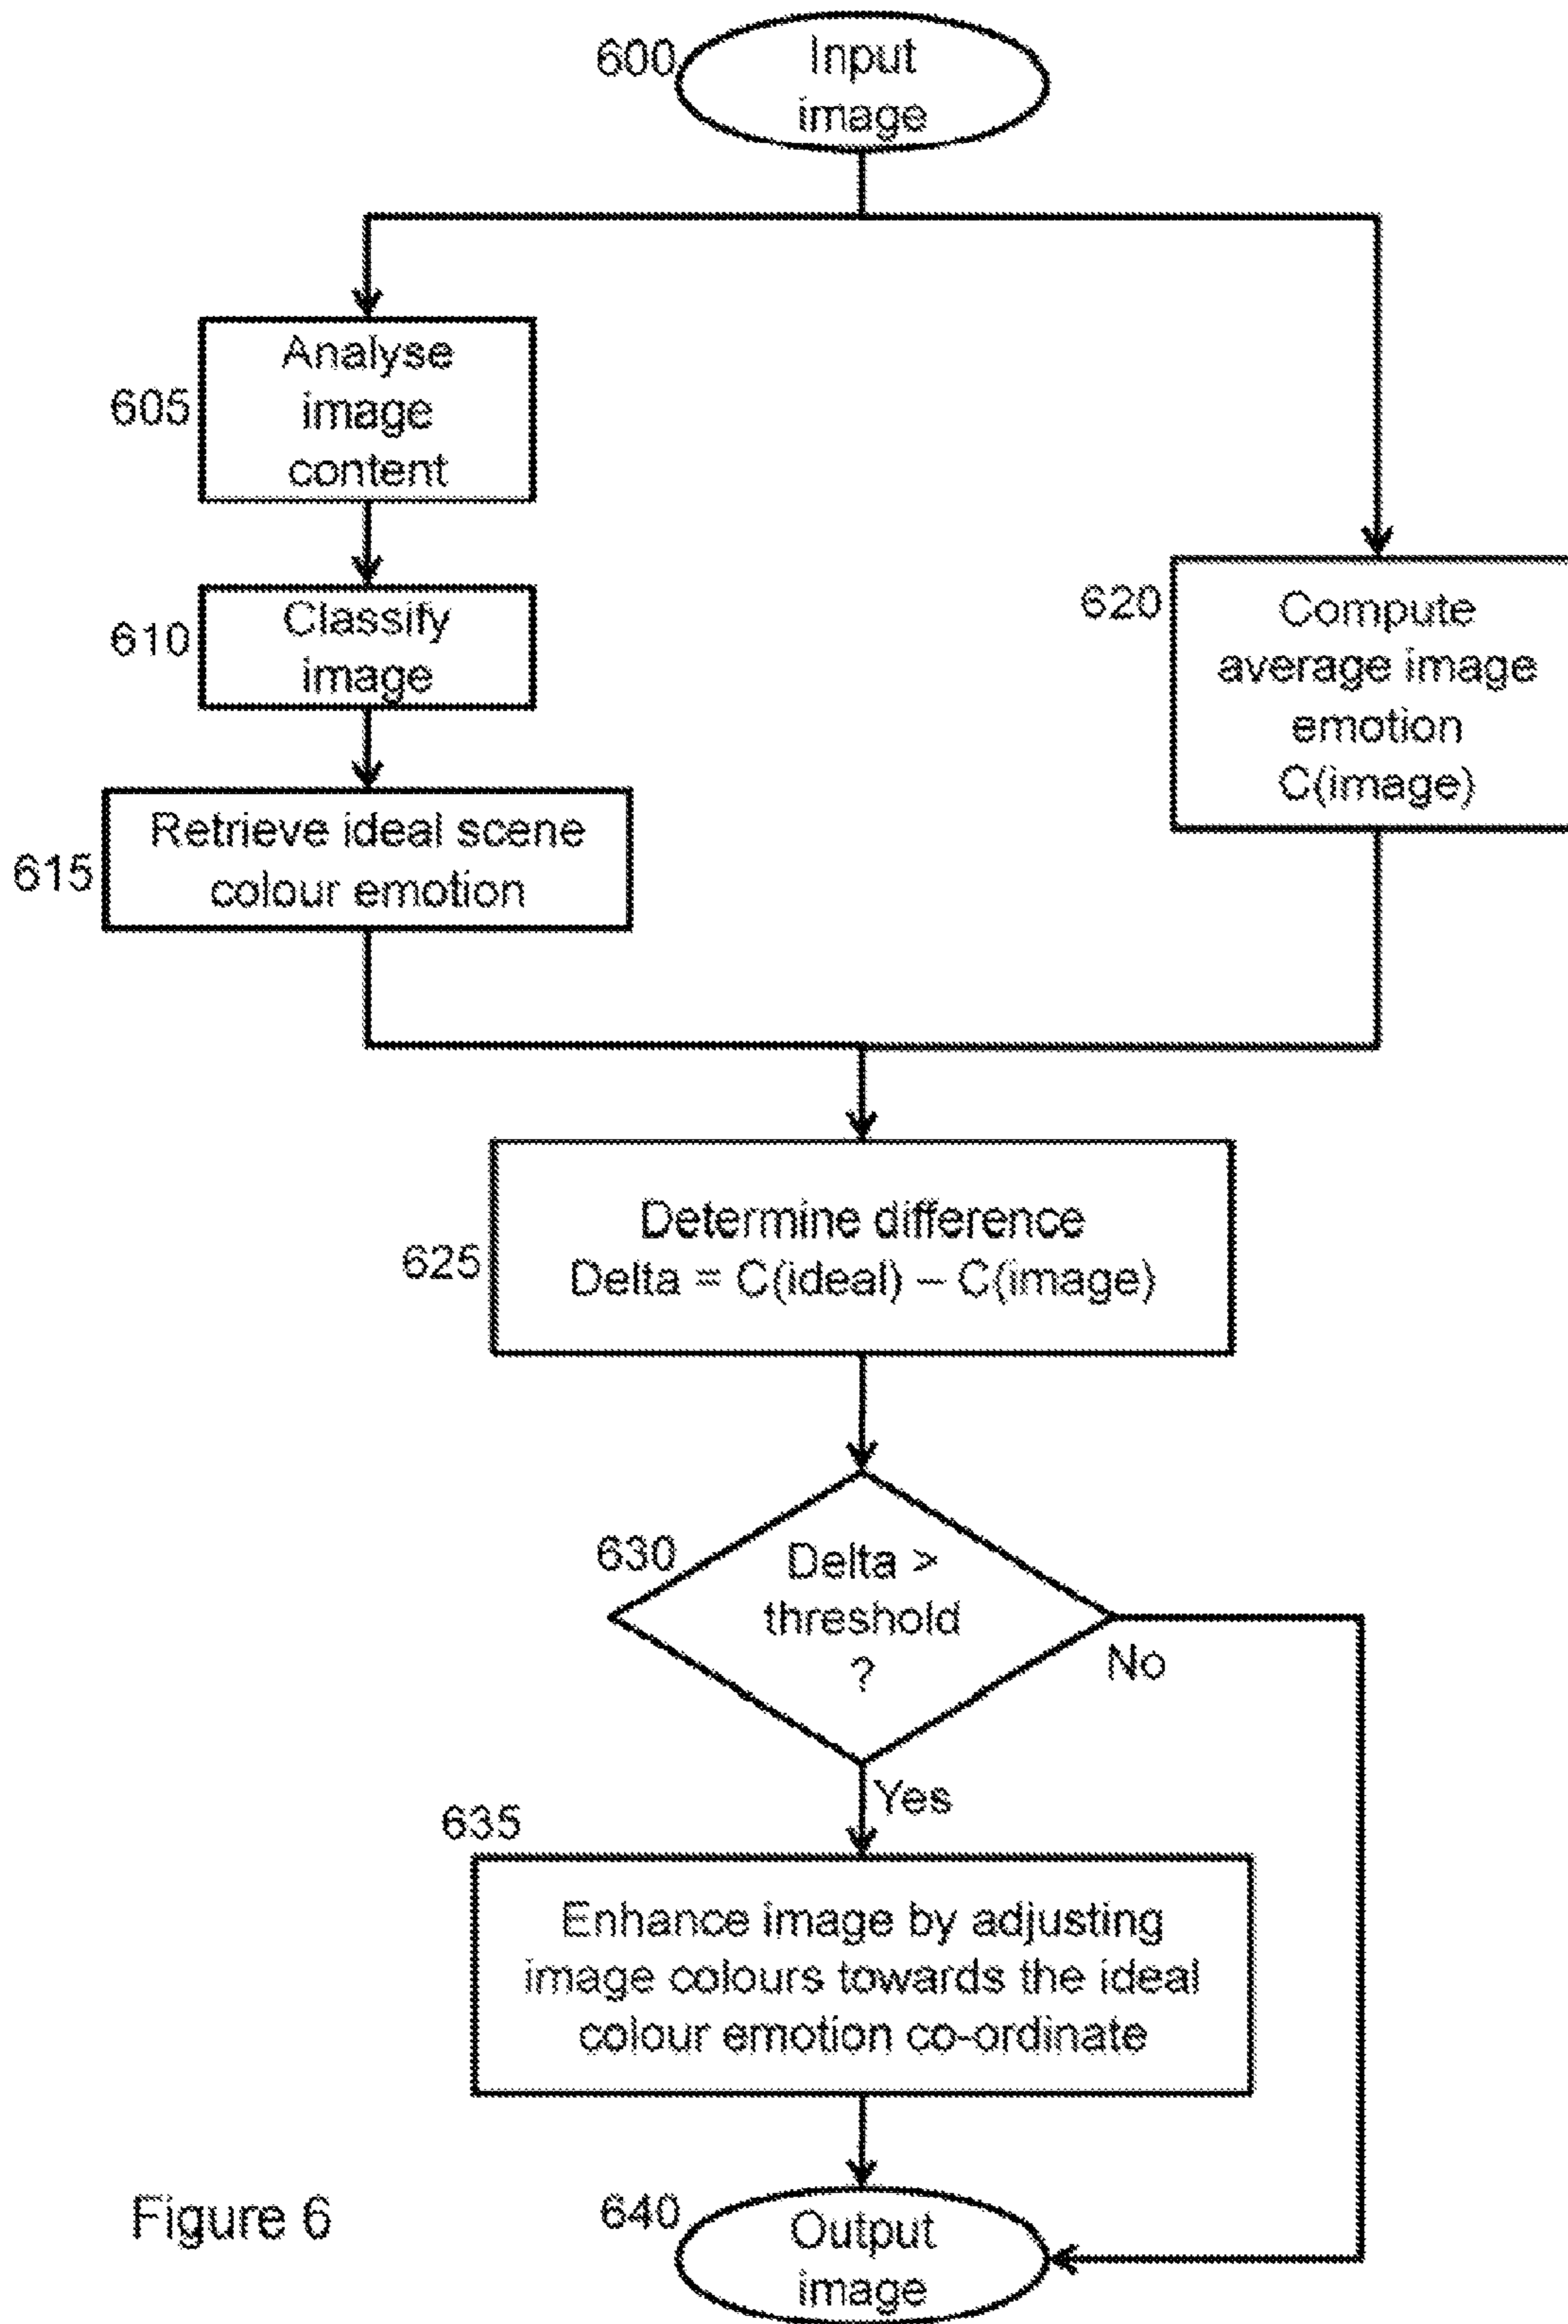 600
Input
image
605
Analyse
image
content
610
Classify
image
615
Retrieve ideal scene
colour emotion
620
Compute
average image
emotion
C(image)
625
Determine difference
Delta = C(ideal) – C(image)
630
Delta >
threshold
?
No
Yes
635
Enhance image by adjusting
image colours towards the ideal
colour emotion co-ordinate
640
Output
image
Figure 6